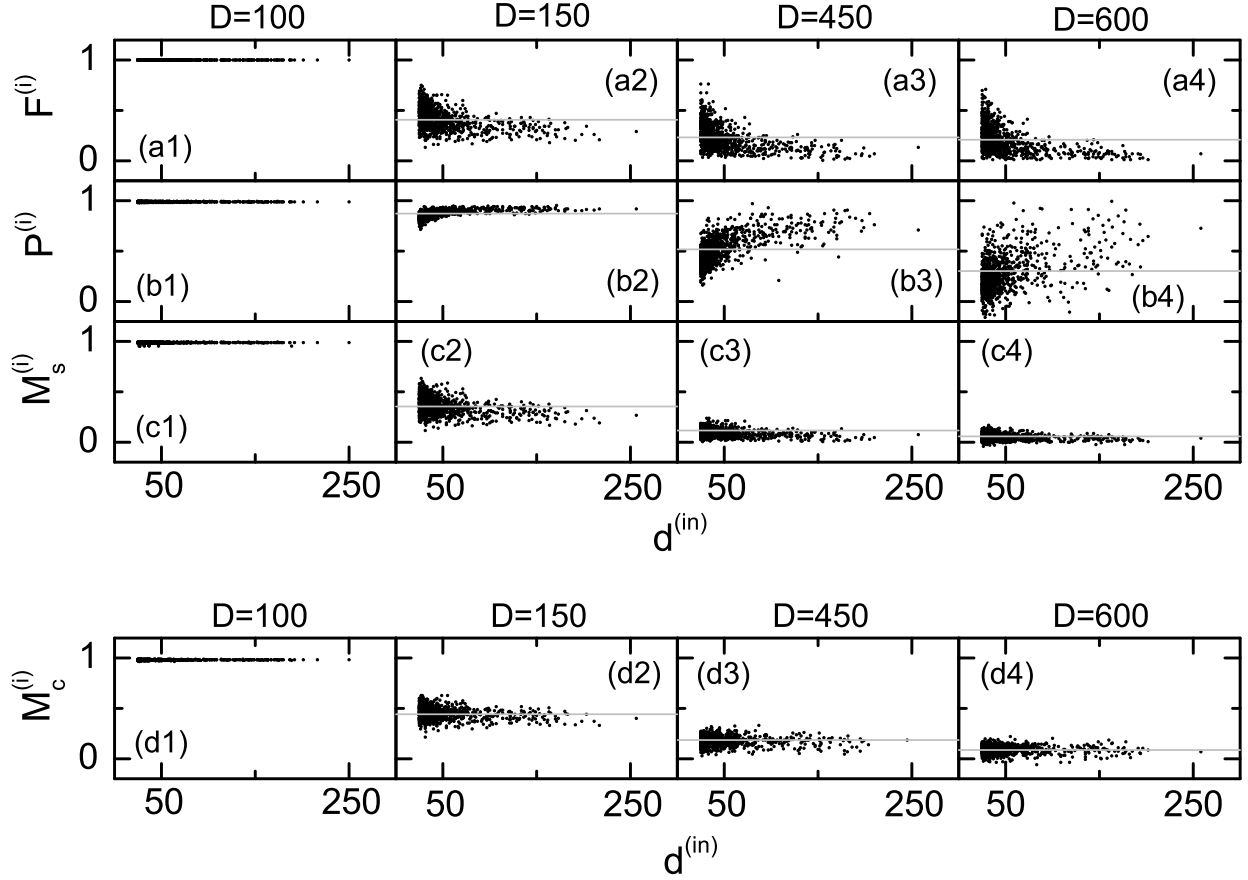 D=100 D=150 D=450 D=600
F(i) 1 0 (a1) (a2) (a3) (a4)
P(i) 1 0 (b1) (b2) (b3) (b4)
Ms(i) 1 0 (c1) (c2) (c3) (c4)
50 250 50 250 50 250 50 250
d(in)
D=100 D=150 D=450 D=600
Mc(i) 1 0 (d1) (d2) (d3) (d4)
50 250 50 250 50 250 50 250
d(in)